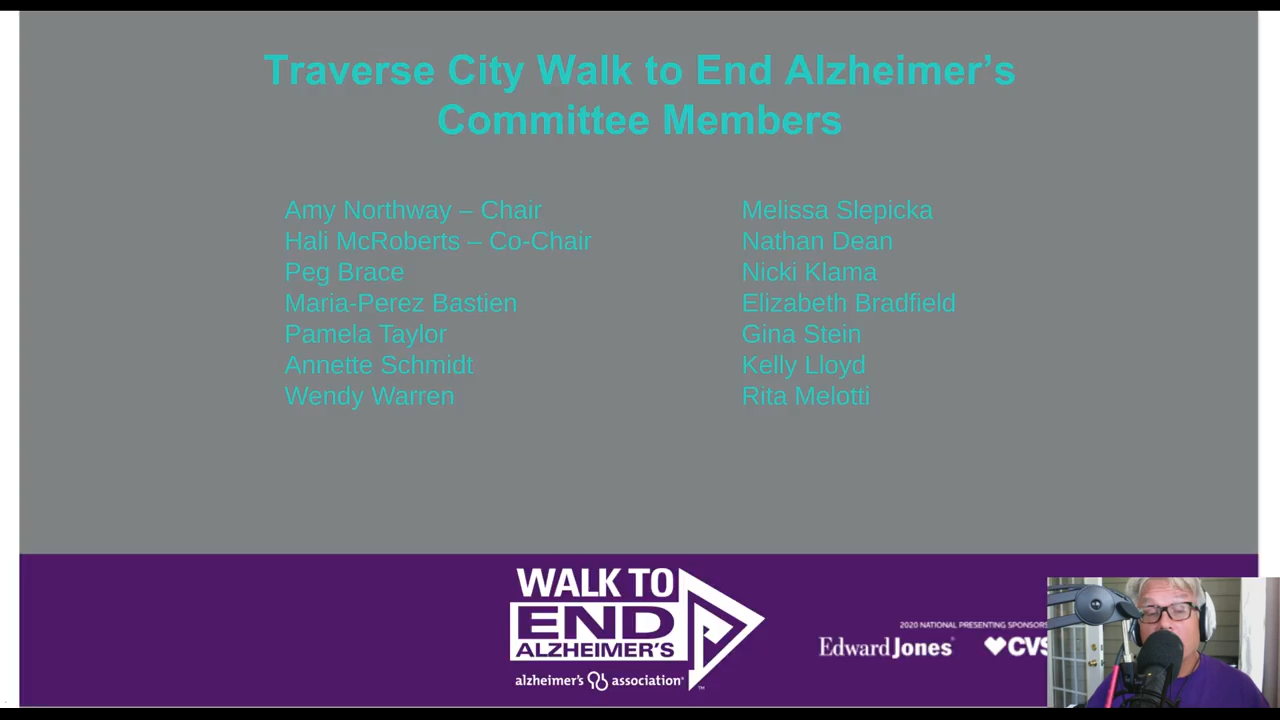 Traverse City Walk to End Alzheimer’s
Committee Members
Amy Northway – Chair
Hali McRoberts – Co-Chair
Peg Brace
Maria-Perez Bastien
Pamela Taylor
Annette Schmidt
Wendy Warren
Melissa Slepicka
Nathan Dean
Nicki Klama
Elizabeth Bradfield
Gina Stein
Kelly Lloyd
Rita Melotti
WALK TO
END
ALZHEIMER'S
alzheimer's association®
™
2020 NATIONAL PRESENTING SPONSORS
Edward Jones®
CVS